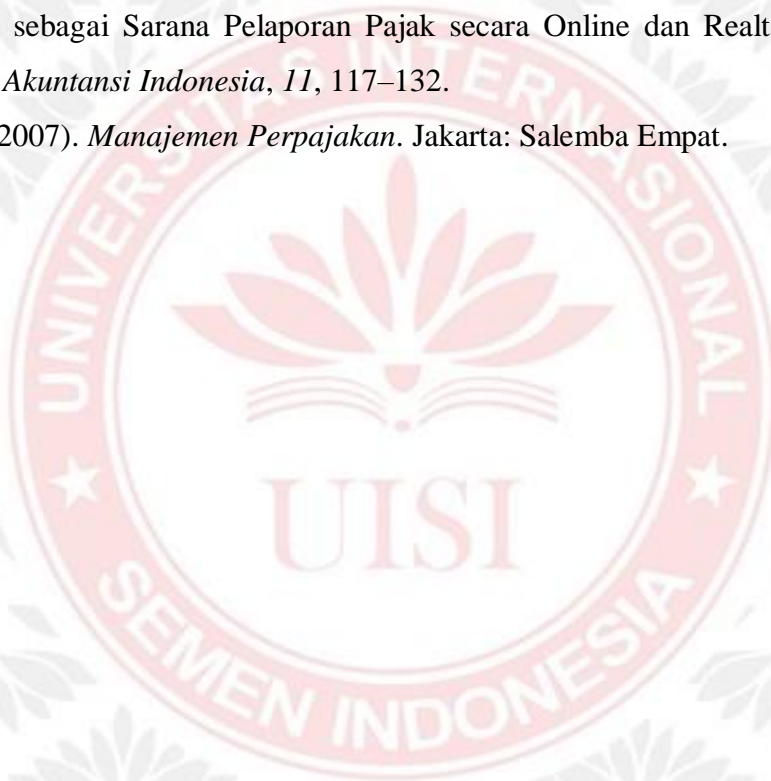 sebagai Sarana Pelaporan Pajak secara Online dan Realt
Akuntansi Indonesia, 11, 117–132.
2007). Manajemen Perpajakan. Jakarta: Salemba Empat.
UNIVERSITAS INTERNASIONAL
UISI
SEMEN INDONESIA